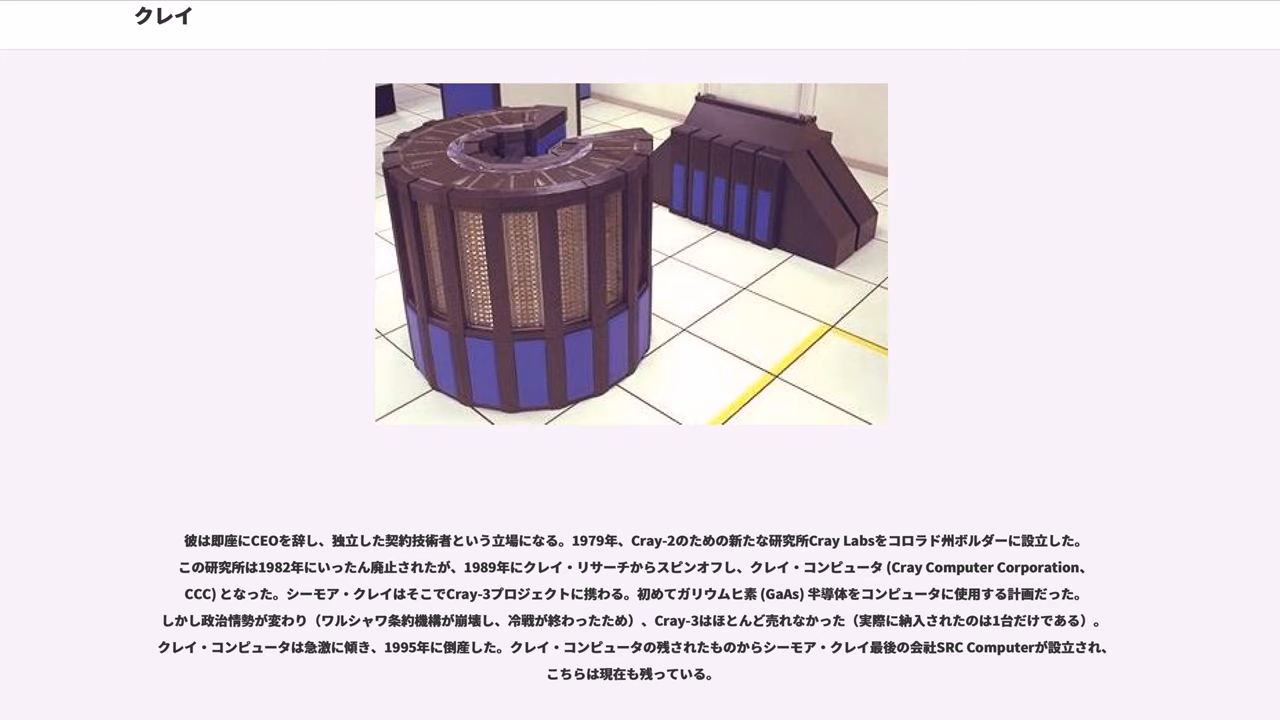 クレイ
彼は即座にCEOを辞し、独立した契約技術者という立場になる。1979年、Cray-2のための新たな研究所Cray Labsをコロラド州ボルダーに設立した。
この研究所は1982年にいったん廃止されたが、1989年にクレイ・リサーチからスピンオフし、クレイ・コンピュータ (Cray Computer Corporation、
CCC) となった。シーモア・クレイはそこでCray-3プロジェクトに携わる。初めてガリウムヒ素 (GaAs) 半導体をコンピュータに使用する計画だった。
しかし政治情勢が変わり（ワルシャワ条約機構が崩壊し、冷戦が終わったため）、Cray-3はほとんど売れなかった（実際に納入されたのは1台だけである）。
クレイ・コンピュータは急激に傾き、1995年に倒産した。クレイ・コンピュータの残されたものからシーモア・クレイ最後の会社SRC Computerが設立され、
こちらは現在も残っている。